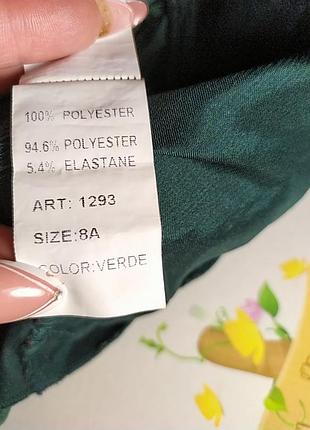 100% POLYESTER
94.6% POLYESTER
5.4% ELASTANE
ART: 1293
SIZE:8A
COLOR:VERDE